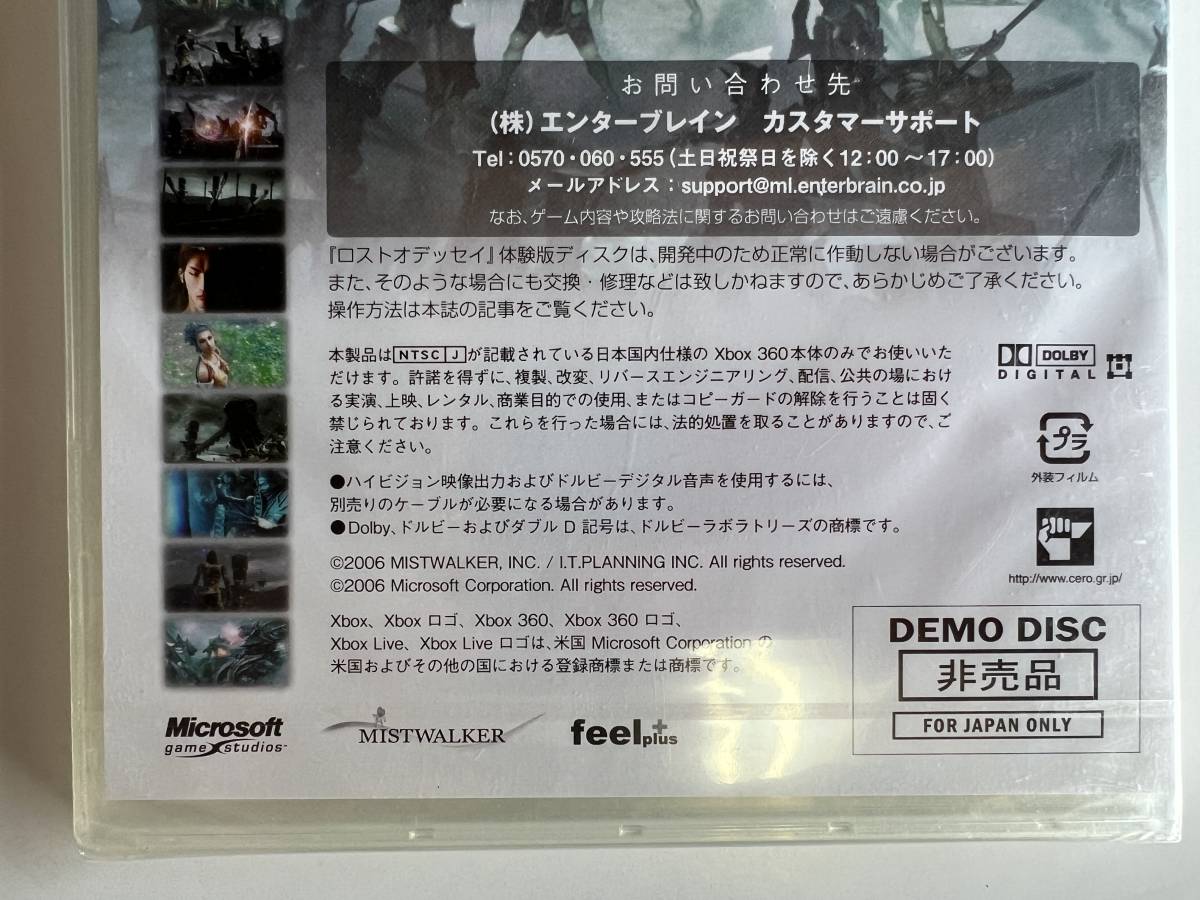 お問い合わせ先
(株)エンターブレイン カスタマーサポート
Tel：0570・060・555（土日祝祭日を除く12：00～17：00）
メールアドレス：support@ml.enterbrain.co.jp
なお、ゲーム内容や攻略法に関するお問い合わせはご遠慮ください。
『ロストオデッセイ』体験版ディスクは、開発中のため正常に作動しない場合がございます。
また、そのような場合にも交換・修理などは致しかねますので、あらかじめご了承ください。
操作方法は本誌の記事をご覧ください。
本製品はNTSC Jが記載されている日本国内仕様の Xbox 360本体のみでお使いいた
だけます。許諾を得ずに、複製、改変、リバースエンジニアリング、配信、公共の場におけ
る実演、上映、レンタル、商業目的での使用、またはコピーガードの解除を行うことは固く
禁じられております。これらを行った場合には、法的処置を取ることがありますので、ご
注意ください。
●ハイビジョン映像出力およびドルビーデジタル音声を使用するには、
別売りのケーブルが必要になる場合があります。
●Dolby、ドルビーおよびダブル D 記号は、ドルビーラボラトリーズの商標です。
©2006 MISTWALKER, INC. / I.T.PLANNING INC. All rights reserved.
©2006 Microsoft Corporation. All rights reserved.
Xbox、Xbox ロゴ、Xbox 360、Xbox 360 ロゴ、
Xbox Live、Xbox Live ロゴは、米国 Microsoft Corporation の
米国およびその他の国における登録商標または商標です。
DOLBY
DIGITAL
プラ
外装フィルム
http://www.cero.gr.jp/
DEMO DISC
非売品
FOR JAPAN ONLY
Microsoft
game studios
MISTWALKER
feelplus